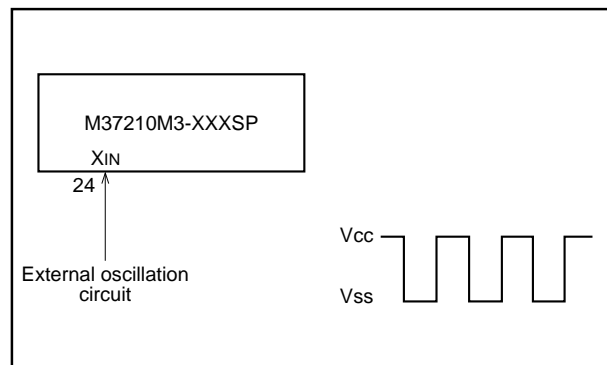 M37210M3-XXXSP
XIN
24
External oscillation
circuit
Vcc
Vss